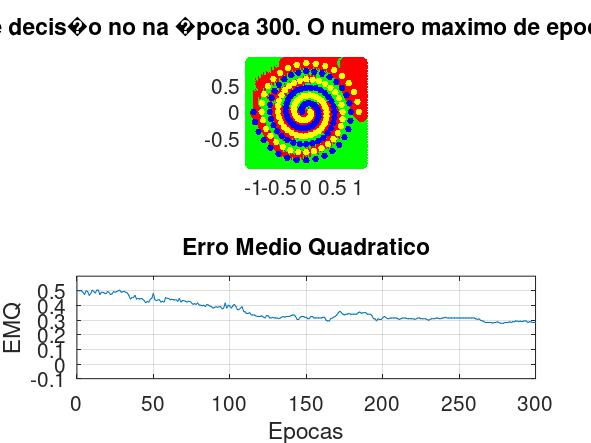 decis�o no na �poca 300. O numero maximo de
0.5
0
-0.5
-1 -0.5 0 0.5 1
Erro Medio Quadratico
EMQ
0.5
0.4
0.3
0.2
0.1
0
-0.1
0 50 100 150 200 250 300
Epocas